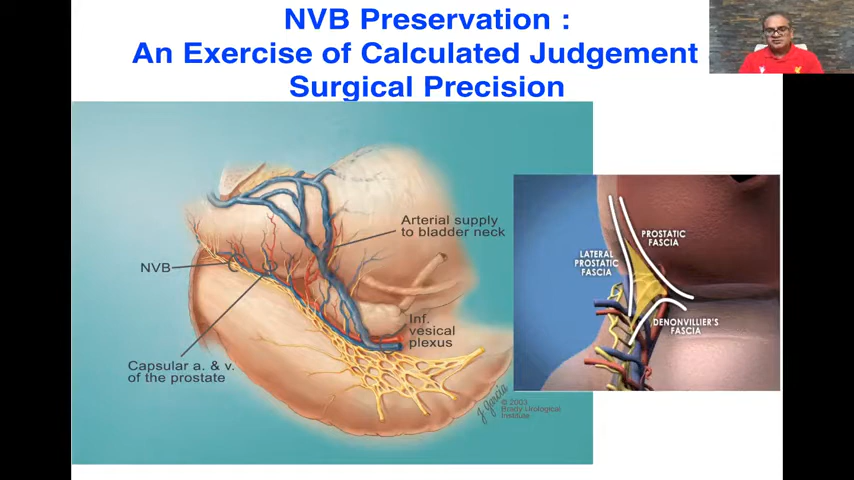 NVB Preservation :
An Exercise of Calculated Judgement
Surgical Precision
Arterial supply
to bladder neck
NVB
Inf.
vesical
plexus
Capsular a. & v.
of the prostate
J. Garcia
© 2003
Brady Urological
Institute
PROSTATIC
FASCIA
LATERAL
PROSTATIC
FASCIA
DENONVILLIER'S
FASCIA